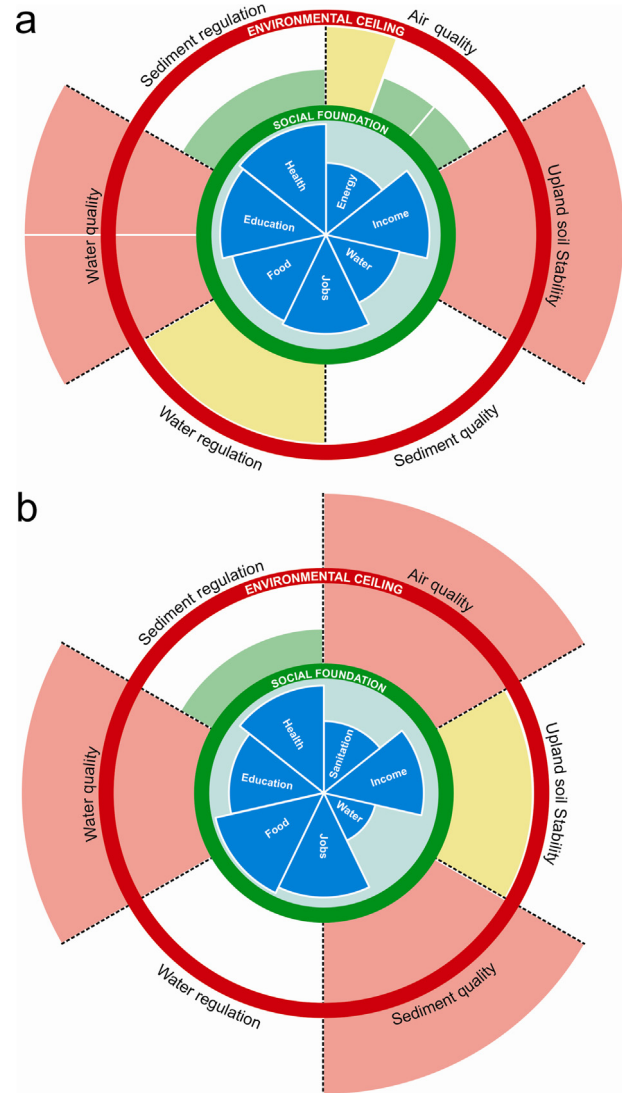 a
ENVIRONMENTAL CEILING
Sediment regulation
Air quality
SOCIAL FOUNDATION
Health
Energy
Education
Income
Food
Water
Jobs
Water quality
Upland soil Stability
Water regulation
Sediment quality
b
ENVIRONMENTAL CEILING
Sediment regulation
Air quality
SOCIAL FOUNDATION
Health
Sanitation
Education
Income
Food
Water
Jobs
Water quality
Upland soil Stability
Water regulation
Sediment quality